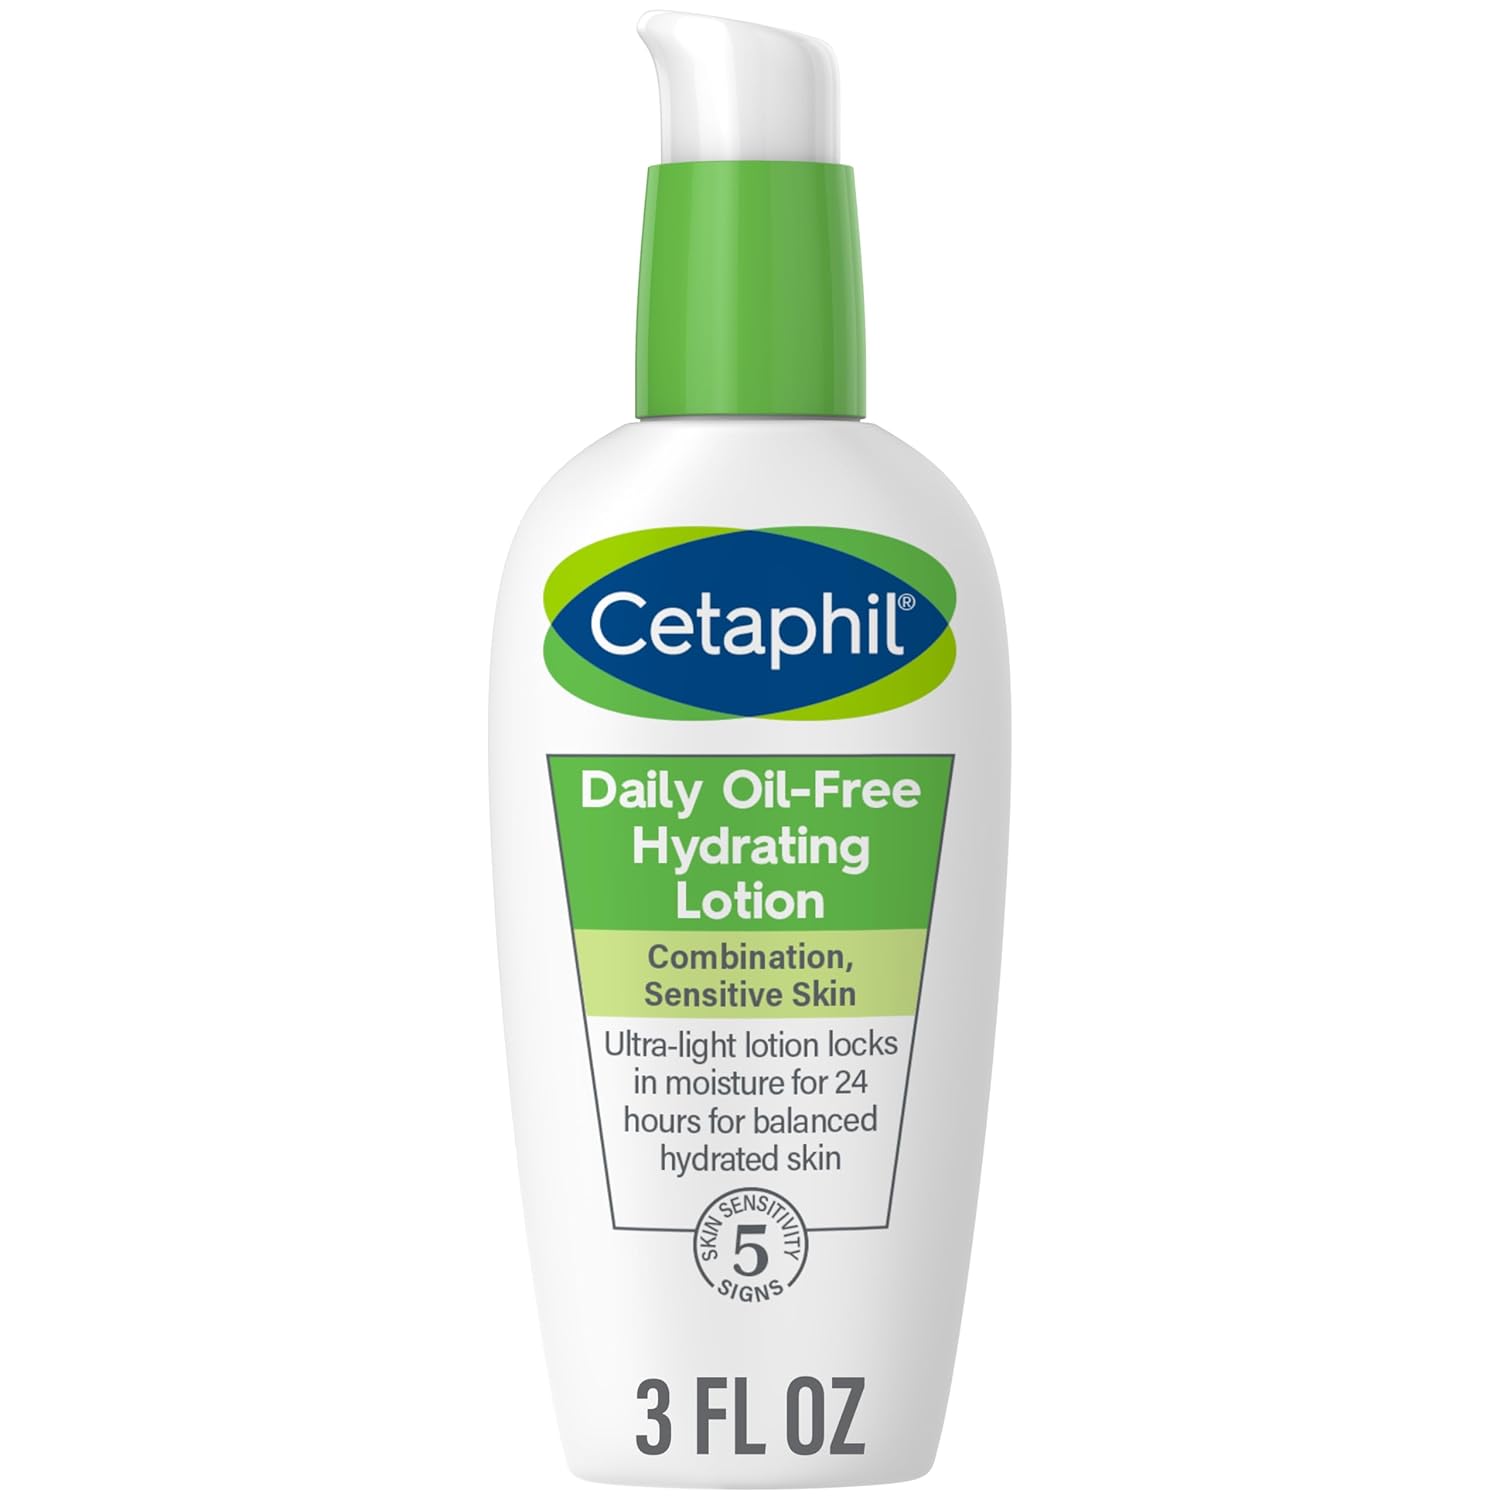 Cetaphil®
Daily Oil-Free
Hydrating
Lotion
Combination,
Sensitive Skin
Ultra-light lotion locks
in moisture for 24
hours for balanced
hydrated skin
SKIN SENSITIVITY
5
SIGNS
3 FL OZ